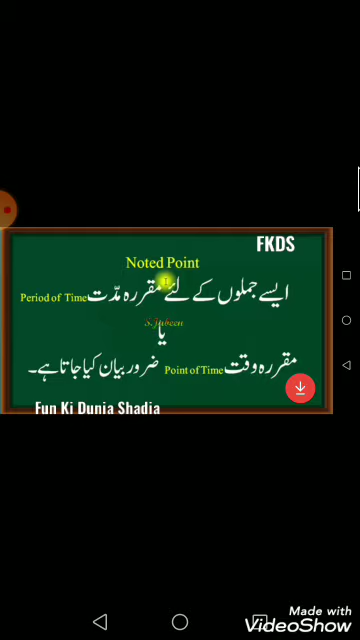 FKDS
Noted Point
ایسے جملوں کے لئے مقررہ مدّت Period of Time
S.Jabeen
یا
مقررہ وقت Point of Time ضرور بیان کیا جاتا ہے۔
Fun Ki Dunia Shadia
Made with
VideoShow